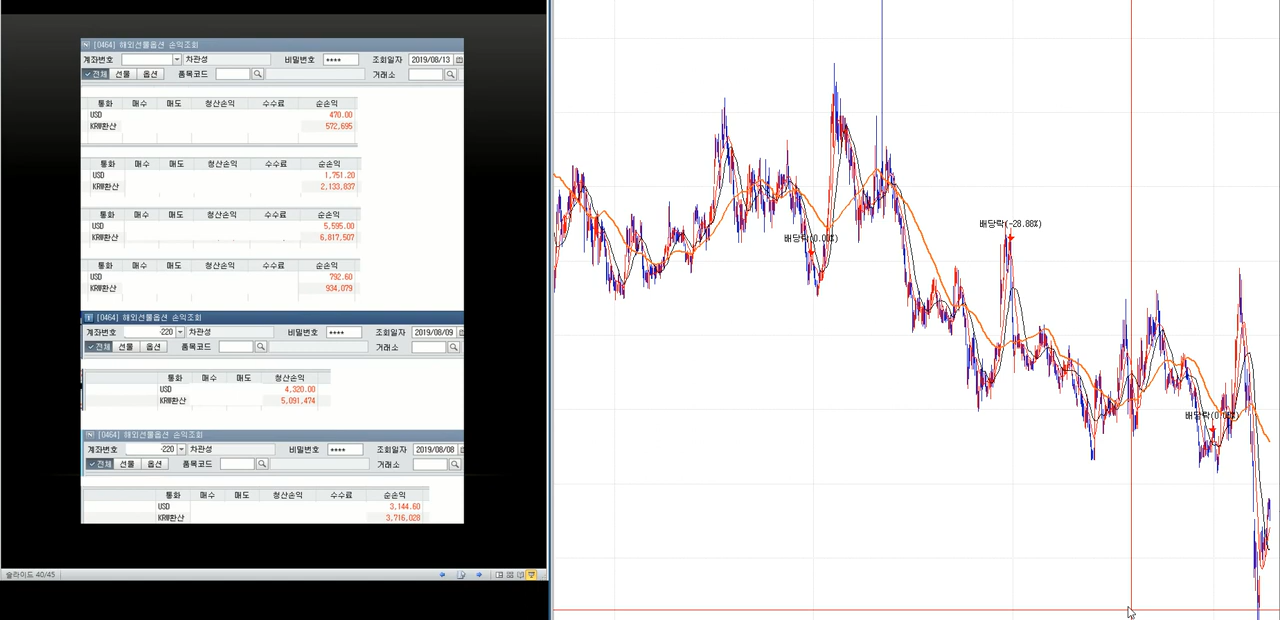 [0464] 해외선물옵션 손익조회
계좌번호 차관성 비밀번호 **** 조회일자 2019/08/13
전체 선물 옵션 품목코드 거래소
통화 매수 매도 청산손익 수수료 순손익
USD 470.00
KRW환산 572,695
통화 매수 매도 청산손익 수수료 순손익
USD 1,751.20
KRW환산 2,133,837
통화 매수 매도 청산손익 수수료 순손익
USD 5,595.00
KRW환산 6,817,507
통화 매수 매도 청산손익 수수료 순손익
USD 792.60
KRW환산 934,079
[0464] 해외선물옵션 손익조회
계좌번호 -220 차관성 비밀번호 **** 조회일자 2019/08/09
전체 선물 옵션 품목코드 거래소
통화 매수 매도 청산손익
USD 4,320.00
KRW환산 5,091,474
[0464] 해외선물옵션 손익조회
계좌번호 -220 차관성 비밀번호 **** 조회일자 2019/08/08
전체 선물 옵션 품목코드 거래소
통화 매수 매도 청산손익 수수료 순손익
USD 3,144.60
KRW환산 3,716,028
슬라이드 40/45
배당락(0.00%)
배당락(-28.88%)
배당락(0.00%)